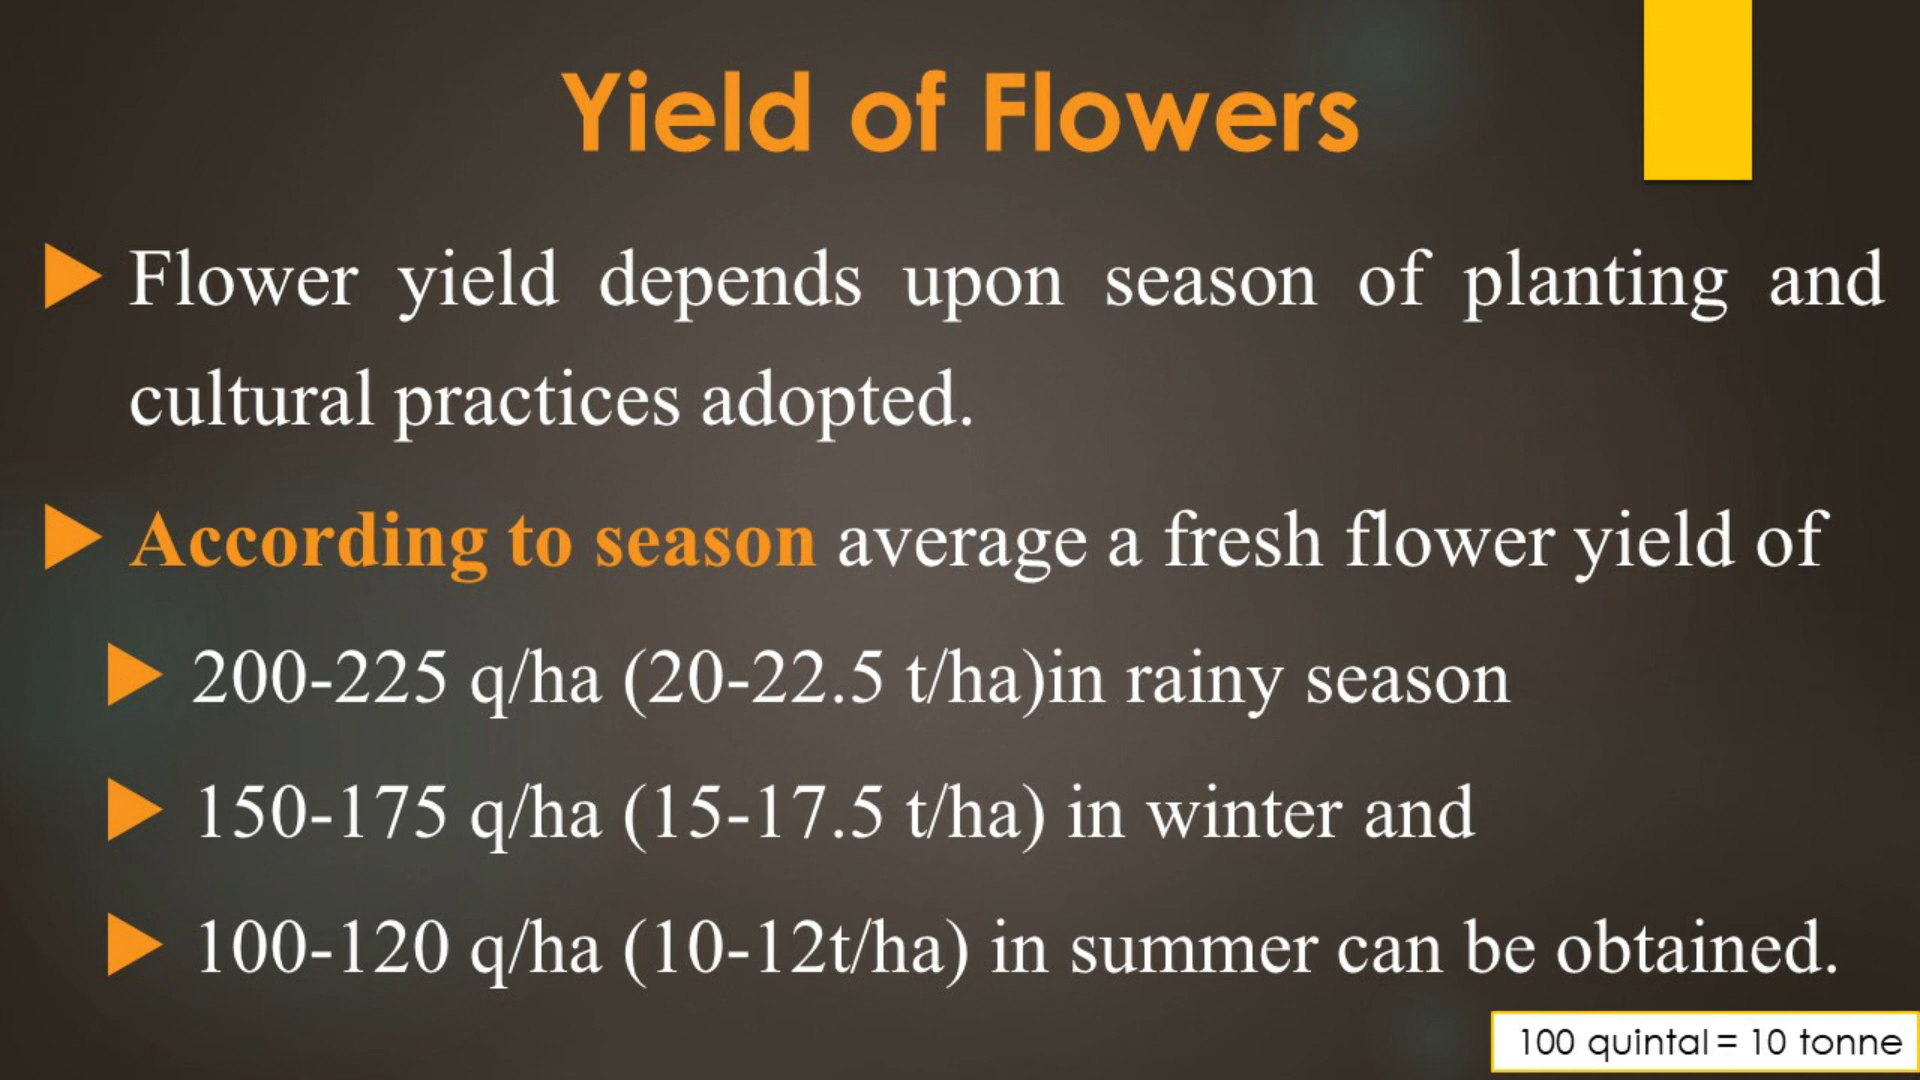 Yield of Flowers
Flower yield depends upon season of planting and
cultural practices adopted.
According to season average a fresh flower yield of
200-225 q/ha (20-22.5 t/ha)in rainy season
150-175 q/ha (15-17.5 t/ha) in winter and
100-120 q/ha (10-12t/ha) in summer can be obtained.
100 quintal = 10 tonne